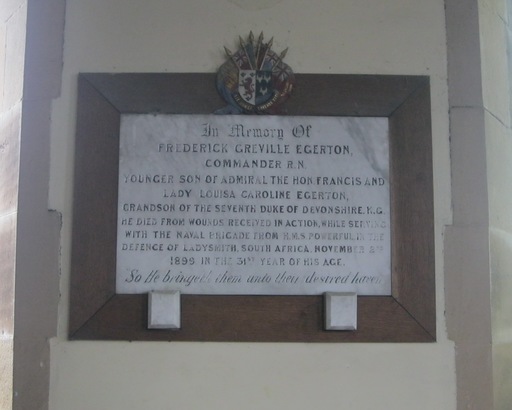 In Memory Of
FREDERICK GREVILLE EGERTON,
COMMANDER R.N.
YOUNGER SON OF ADMIRAL THE HON. FRANCIS AND
LADY LOUISA CAROLINE EGERTON,
GRANDSON OF THE SEVENTH DUKE OF DEVONSHIRE, K.G.
HE DIED FROM WOUNDS, RECEIVED IN ACTION, WHILE SERVING
WITH THE NAVAL BRIGADE FROM H.M.S. POWERFUL, IN THE
DEFENCE OF LADYSMITH, SOUTH AFRICA, NOVEMBER
IN THE 31ST YEAR OF HIS AGE.
"So He bringeth them unto their desired haven"